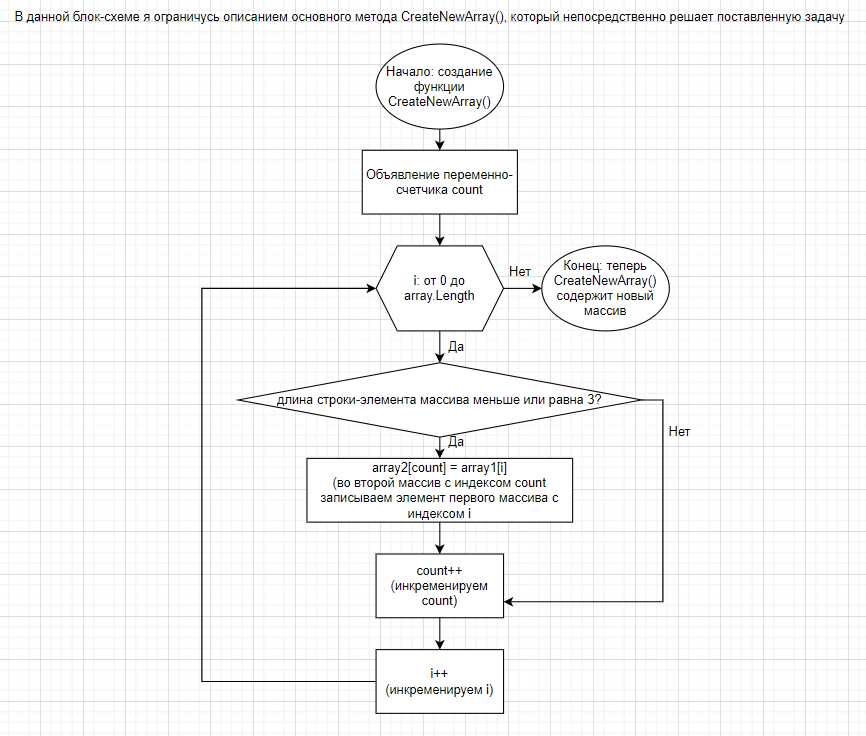 В данной блок-схеме я ограничусь описанием основного метода CreateNewArray(), который непосредственно решает поставленную задачу
Начало: создание
функции
CreateNewArray()
Объявление переменно-
счетчика count
i: от 0 до
array.Length
Нет
Конец: теперь
CreateNewArray()
содержит новый
массив
Да
длина строки-элемента массива меньше или равна 3?
Нет
Да
array2[count] = array1[i]
(во второй массив с индексом count
записываем элемент первого массива с
индексом i
count++
(инкременируем
count)
i++
(инкременируем i)